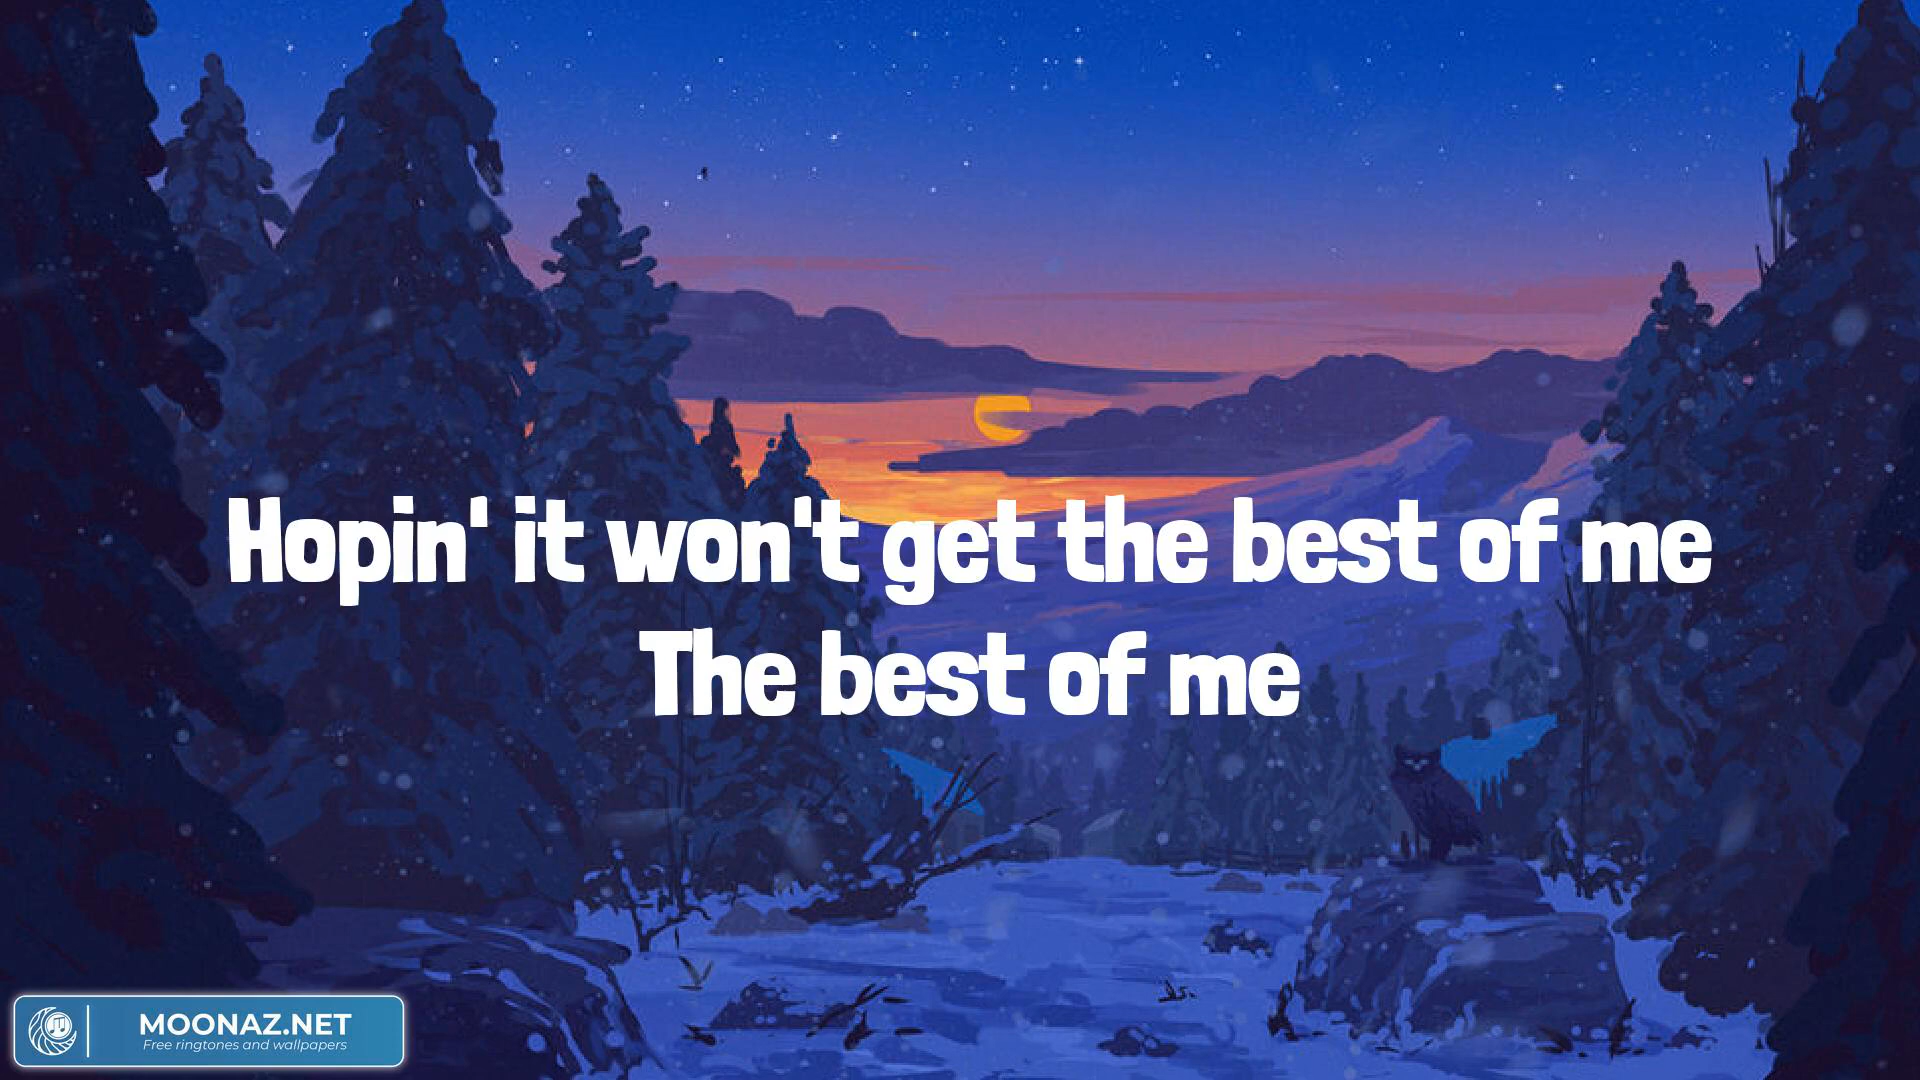 Hopin' it won't get the best of me
The best of me
MOONAZ.NET
Free ringtones and wallpapers